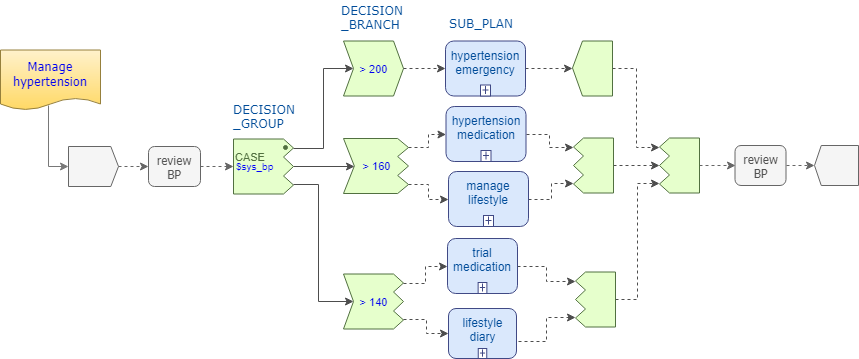 DECISION
_BRANCH
SUB_PLAN
Manage
hypertension
> 200
hypertension
emergency
DECISION
_GROUP
hypertension
medication
CASE
$sys_bp
review
BP
> 160
review
BP
manage
lifestyle
trial
medication
> 140
lifestyle
diary